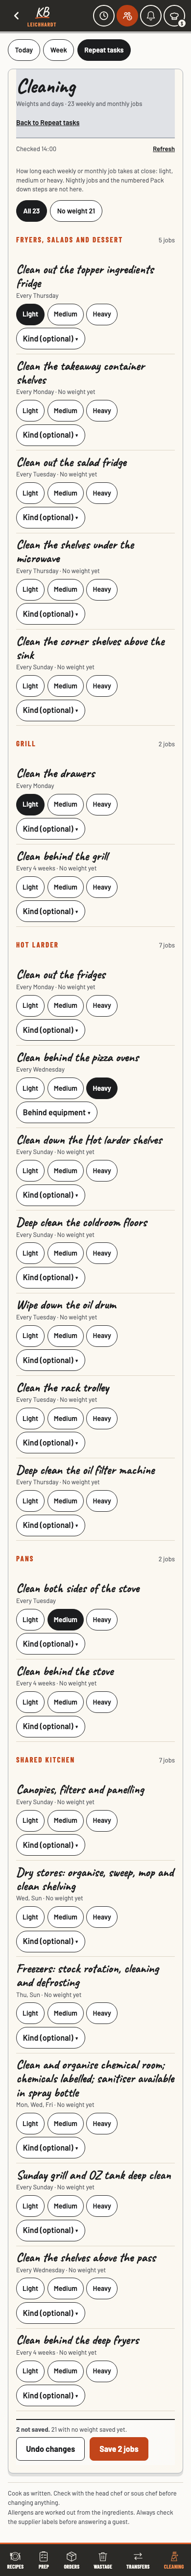 KB
LEICHHARDT
1
Today
Week
Repeat tasks
Cleaning
Weights and days · 23 weekly and monthly jobs
Back to Repeat tasks
Checked 14:00
Refresh
How long each weekly or monthly job takes at close: light,
medium or heavy. Nightly jobs and the numbered Pack
down steps are not here.
All 23
No weight 21
FRYERS, SALADS AND DESSERT
5 jobs
Clean out the topper ingredients
fridge
Every Thursday
Light
Medium
Heavy
Kind (optional) ▾
Clean the takeaway container
shelves
Every Monday · No weight yet
Light
Medium
Heavy
Kind (optional) ▾
Clean out the salad fridge
Every Tuesday · No weight yet
Light
Medium
Heavy
Kind (optional) ▾
Clean the shelves under the
microwave
Every Thursday · No weight yet
Light
Medium
Heavy
Kind (optional) ▾
Clean the corner shelves above the
sink
Every Sunday · No weight yet
Light
Medium
Heavy
Kind (optional) ▾
GRILL
2 jobs
Clean the drawers
Every Monday
Light
Medium
Heavy
Kind (optional) ▾
Clean behind the grill
Every 4 weeks · No weight yet
Light
Medium
Heavy
Kind (optional) ▾
HOT LARDER
7 jobs
Clean out the fridges
Every Monday · No weight yet
Light
Medium
Heavy
Kind (optional) ▾
Clean behind the pizza ovens
Every Wednesday
Light
Medium
Heavy
Behind equipment ▾
Clean down the Hot larder shelves
Every Sunday · No weight yet
Light
Medium
Heavy
Kind (optional) ▾
Deep clean the coldroom floors
Every Sunday · No weight yet
Light
Medium
Heavy
Kind (optional) ▾
Wipe down the oil drum
Every Tuesday · No weight yet
Light
Medium
Heavy
Kind (optional) ▾
Clean the rack trolley
Every Tuesday · No weight yet
Light
Medium
Heavy
Kind (optional) ▾
Deep clean the oil filter machine
Every Thursday · No weight yet
Light
Medium
Heavy
Kind (optional) ▾
PANS
2 jobs
Clean both sides of the stove
Every Tuesday
Light
Medium
Heavy
Kind (optional) ▾
Clean behind the stove
Every 4 weeks · No weight yet
Light
Medium
Heavy
Kind (optional) ▾
SHARED KITCHEN
7 jobs
Canopies, filters and panelling
Every Sunday · No weight yet
Light
Medium
Heavy
Kind (optional) ▾
Dry stores: organise, sweep, mop and
clean shelving
Wed, Sun · No weight yet
Light
Medium
Heavy
Kind (optional) ▾
Freezers: stock rotation, cleaning
and defrosting
Thu, Sun · No weight yet
Light
Medium
Heavy
Kind (optional) ▾
Clean and organise chemical room;
chemicals labelled; sanitiser available
in spray bottle
Mon, Wed, Fri · No weight yet
Light
Medium
Heavy
Kind (optional) ▾
Sunday grill and OZ tank deep clean
Every Sunday · No weight yet
Light
Medium
Heavy
Kind (optional) ▾
Clean the shelves above the pass
Every Wednesday · No weight yet
Light
Medium
Heavy
Kind (optional) ▾
Clean behind the deep fryers
Every 4 weeks · No weight yet
Light
Medium
Heavy
Kind (optional) ▾
2 not saved. 21 with no weight saved yet.
Undo changes
Save 2 jobs
Cook as written. Check with the head chef or sous chef before
changing anything.
Allergens are worked out from the ingredients. Always check
the supplier labels before answering a guest.
RECIPES
PREP
ORDERS
WASTAGE
TRANSFERS
CLEANING